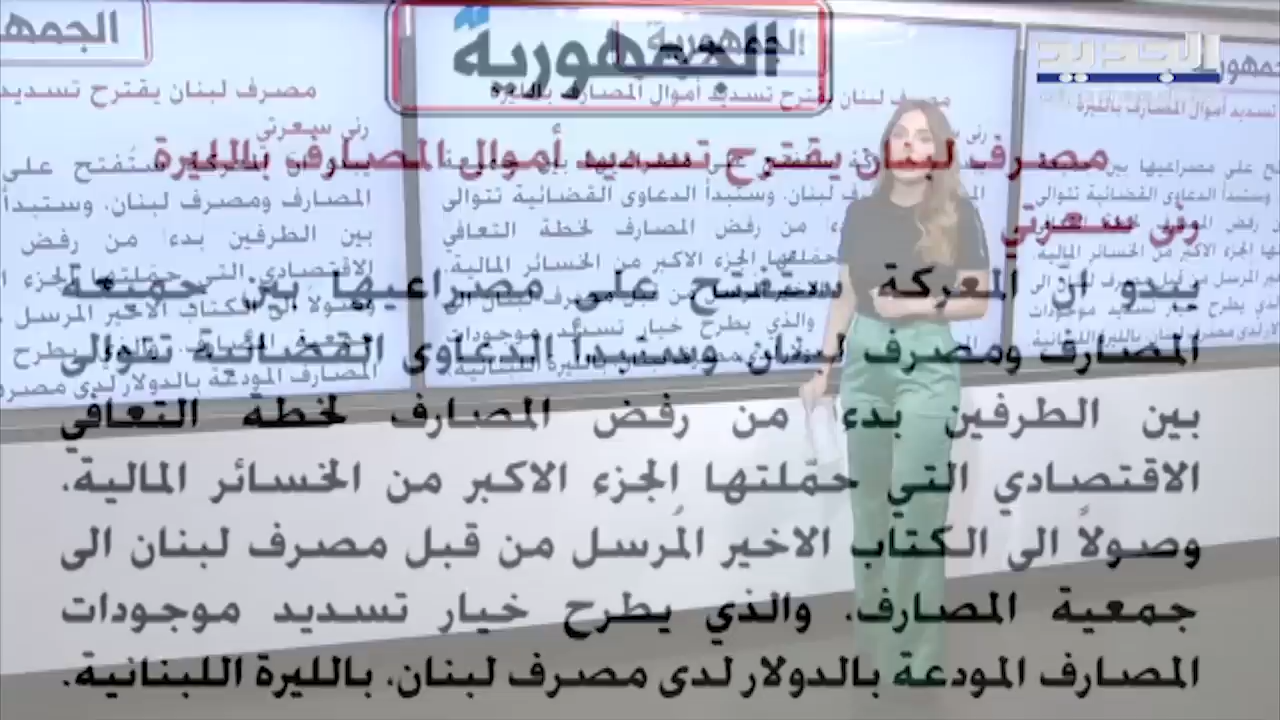 الجمهورية
الجديد
مصرف لبنان يقترح تسديد أموال المصارف بالليرة
رنى سعرتي
يبدو انّ المعركة ستُفتح على مصراعيها بين جمعية
المصارف ومصرف لبنان. وستبدأ الدعاوى القضائية تتوالى
بين الطرفين بدءاً من رفض المصارف لخطة التعافي
الاقتصادي التي حمّلتها الجزء الاكبر من الخسائر المالية.
وصولاً الى الكتاب الاخير المُرسل من قبل مصرف لبنان الى
جمعية المصارف. والذي يطرح خيار تسديد موجودات
المصارف المودعة بالدولار لدى مصرف لبنان. بالليرة اللبنانية.